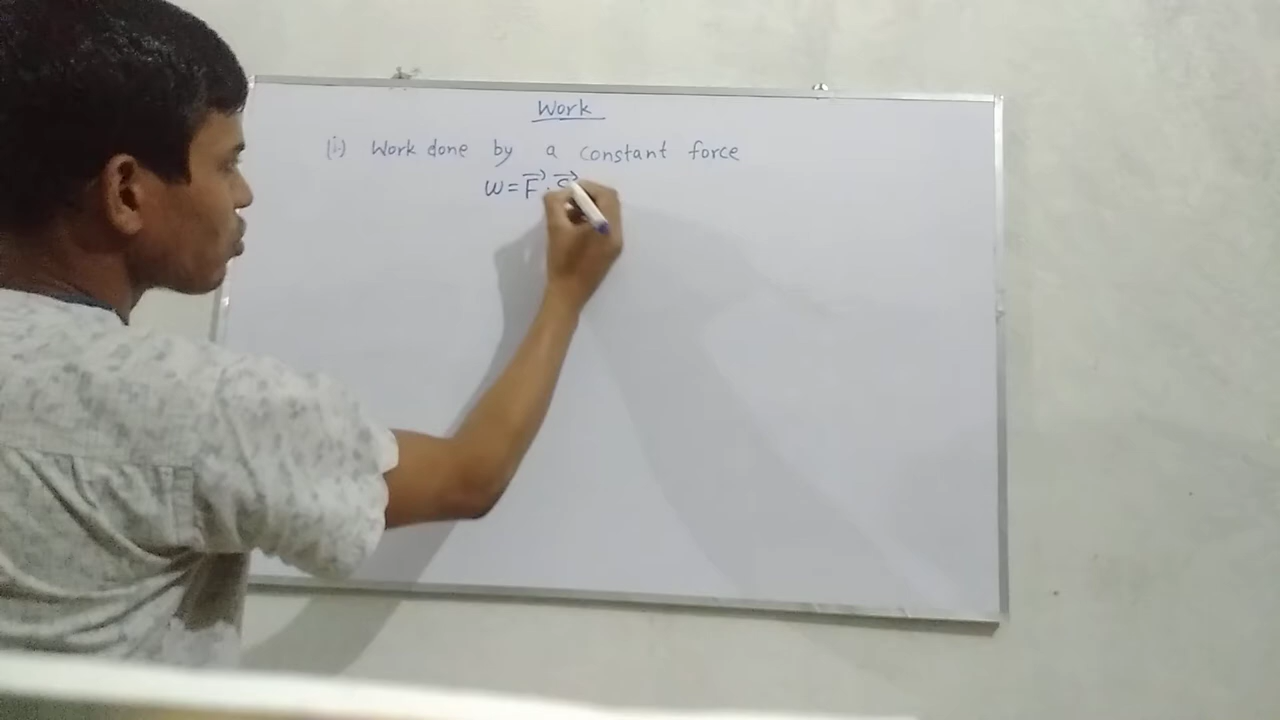 Work
(i) Work done by a constant force
W = F⃗ . S⃗